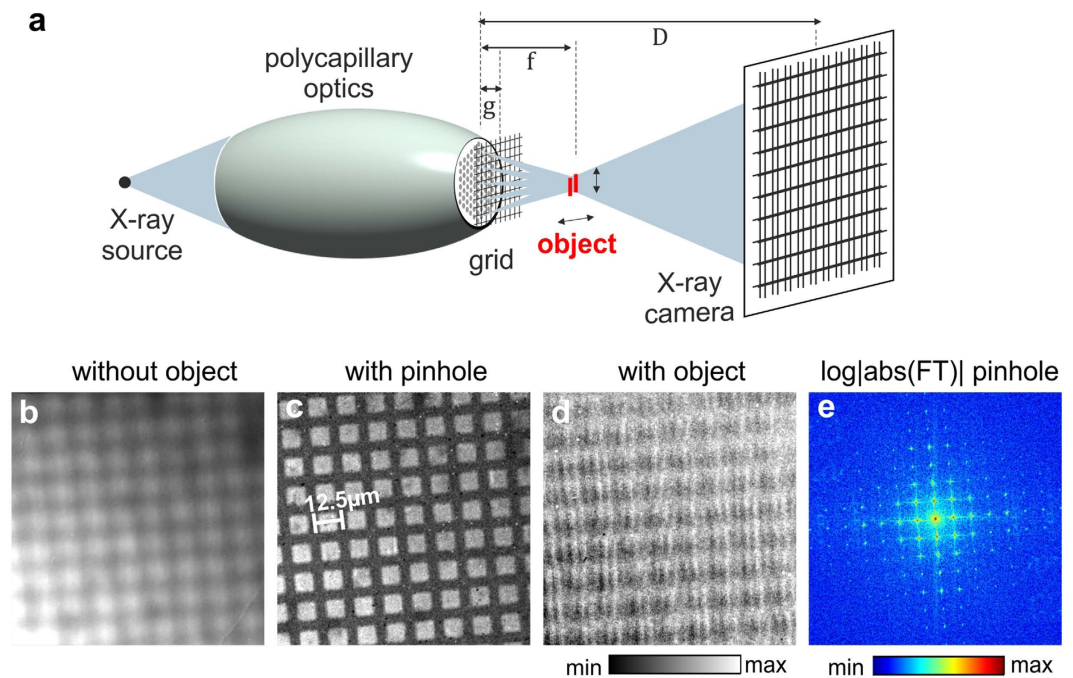 a
D
f
g
polycapillary
optics
X-ray
source
grid
object
X-ray
camera
without object
with pinhole
with object
log|abs(FT)| pinhole
b
c
d
e
12.5μm
min
max
min
max